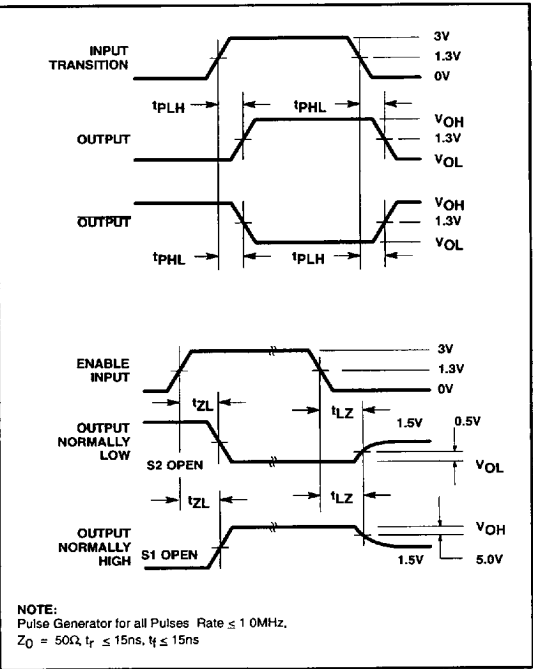 INPUT
TRANSITION
3V
1.3V
0V
tPLH
tPHL
OUTPUT
VOH
1.3V
VOL
OUTPUT
VOH
1.3V
VOL
tPHL
tPLH
ENABLE
INPUT
3V
1.3V
0V
tZL
tLZ
OUTPUT
NORMALLY
LOW
S2 OPEN
1.5V
0.5V
VOL
tZL
tLZ
OUTPUT
NORMALLY
HIGH
S1 OPEN
VOH
1.5V
5.0V
NOTE:
Pulse Generator for all Pulses Rate ≤ 1 0MHz,
ZO = 50Ω, tr ≤ 15ns, tf ≤ 15ns